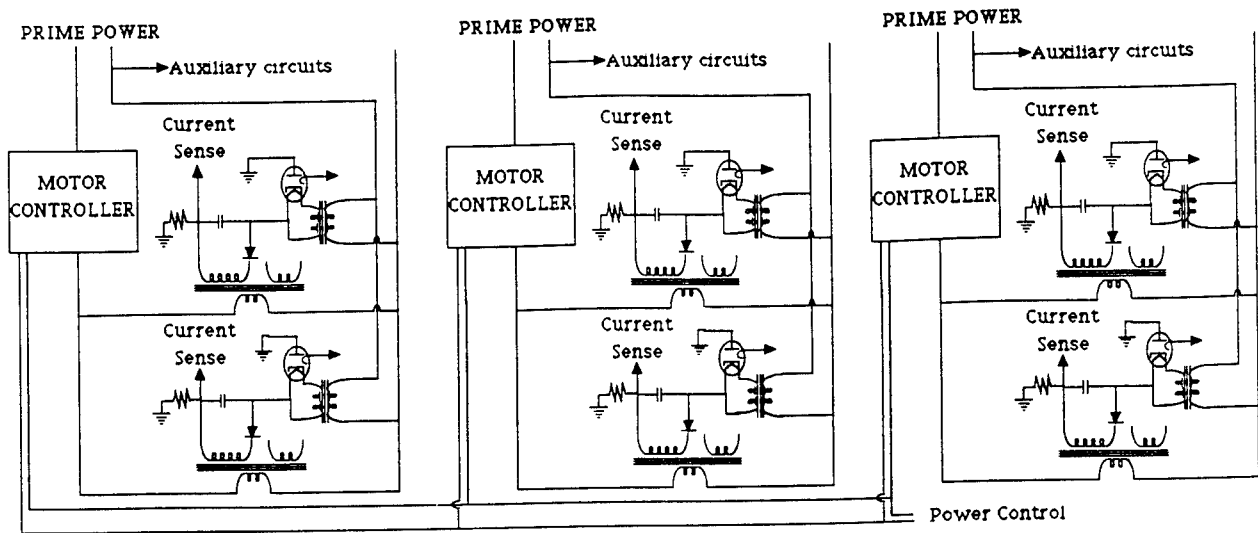 PRIME POWER
Auxiliary circuits
Current
Sense
MOTOR
CONTROLLER
Current
Sense
PRIME POWER
Auxiliary circuits
Current
Sense
MOTOR
CONTROLLER
Current
Sense
PRIME POWER
Auxiliary circuits
Current
Sense
MOTOR
CONTROLLER
Current
Sense
Power Control